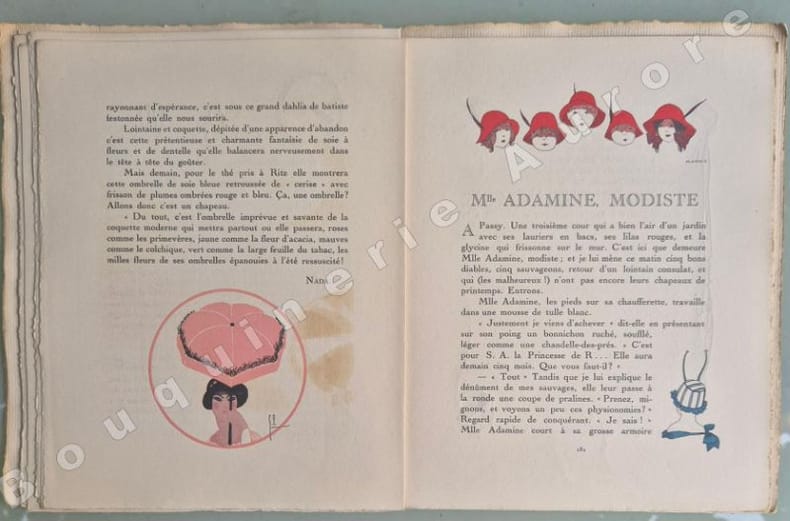 rayonnant d'espérance, c'est sous ce grand dahlia de batiste
festonnée qu'elle nous sourira.
Lointaine et coquette, dépitée d'une apparence d'abandon
c'est cette prétentieuse et charmante fantaisie de soie à
fleurs et de dentelle qu'elle balancera nerveusement dans
le tête à tête du goûter.
Mais demain, pour le thé pris à Ritz elle montrera
cette ombrelle de soie bleue retroussée de « cerise » avec
frisson de plumes ombrées rouge et bleu. Ça, une ombrelle?
Allons donc c'est un chapeau.
« Du tout, c'est l'ombrelle imprévue et savante de la
coquette moderne qui mettra partout ou elle passera, roses
comme les primevères, jaune comme la fleur d'acacia, mauves
comme le colchique, vert comme la large feuille du tabac, les
milles fleurs de ses ombrelles épanouies à l'été ressuscité!
NADA.
Mlle ADAMINE, MODISTE
A Passy. Une troisième cour qui a bien l'air d'un jardin
avec ses lauriers en bacs, ses lilas rouges, et la
glycine qui frissonne sur le mur. C'est ici que demeure
Mlle Adamine, modiste; et je lui mène ce matin cinq bons
diables, cinq sauvageons, retour d'un lointain consulat, et
qui (les malheureux!) n'ont pas encore leurs chapeaux de
printemps. Entrons.
Mlle Adamine, les pieds sur sa chaufferette, travaille
dans une mousse de tulle blanc.
« Justement je viens d'achever » dit-elle en présentant
sur son poing un bonnichon ruché, soufflé,
léger comme une chandelle-des-prés. « C'est
pour S. A. la Princesse de R... Elle aura
demain cinq mois. Que vous faut-il? »
— « Tout » Tandis que je lui explique le
dénûment de mes sauvages, elle leur passe à
la ronde une coupe de pralines. « Prenez, mi-
gnons, et voyons un peu ces physionomies? »
Regard rapide de conquérant. « Je sais! »
Mlle Adamine court à sa grosse armoire
Bouquinerie Aurore